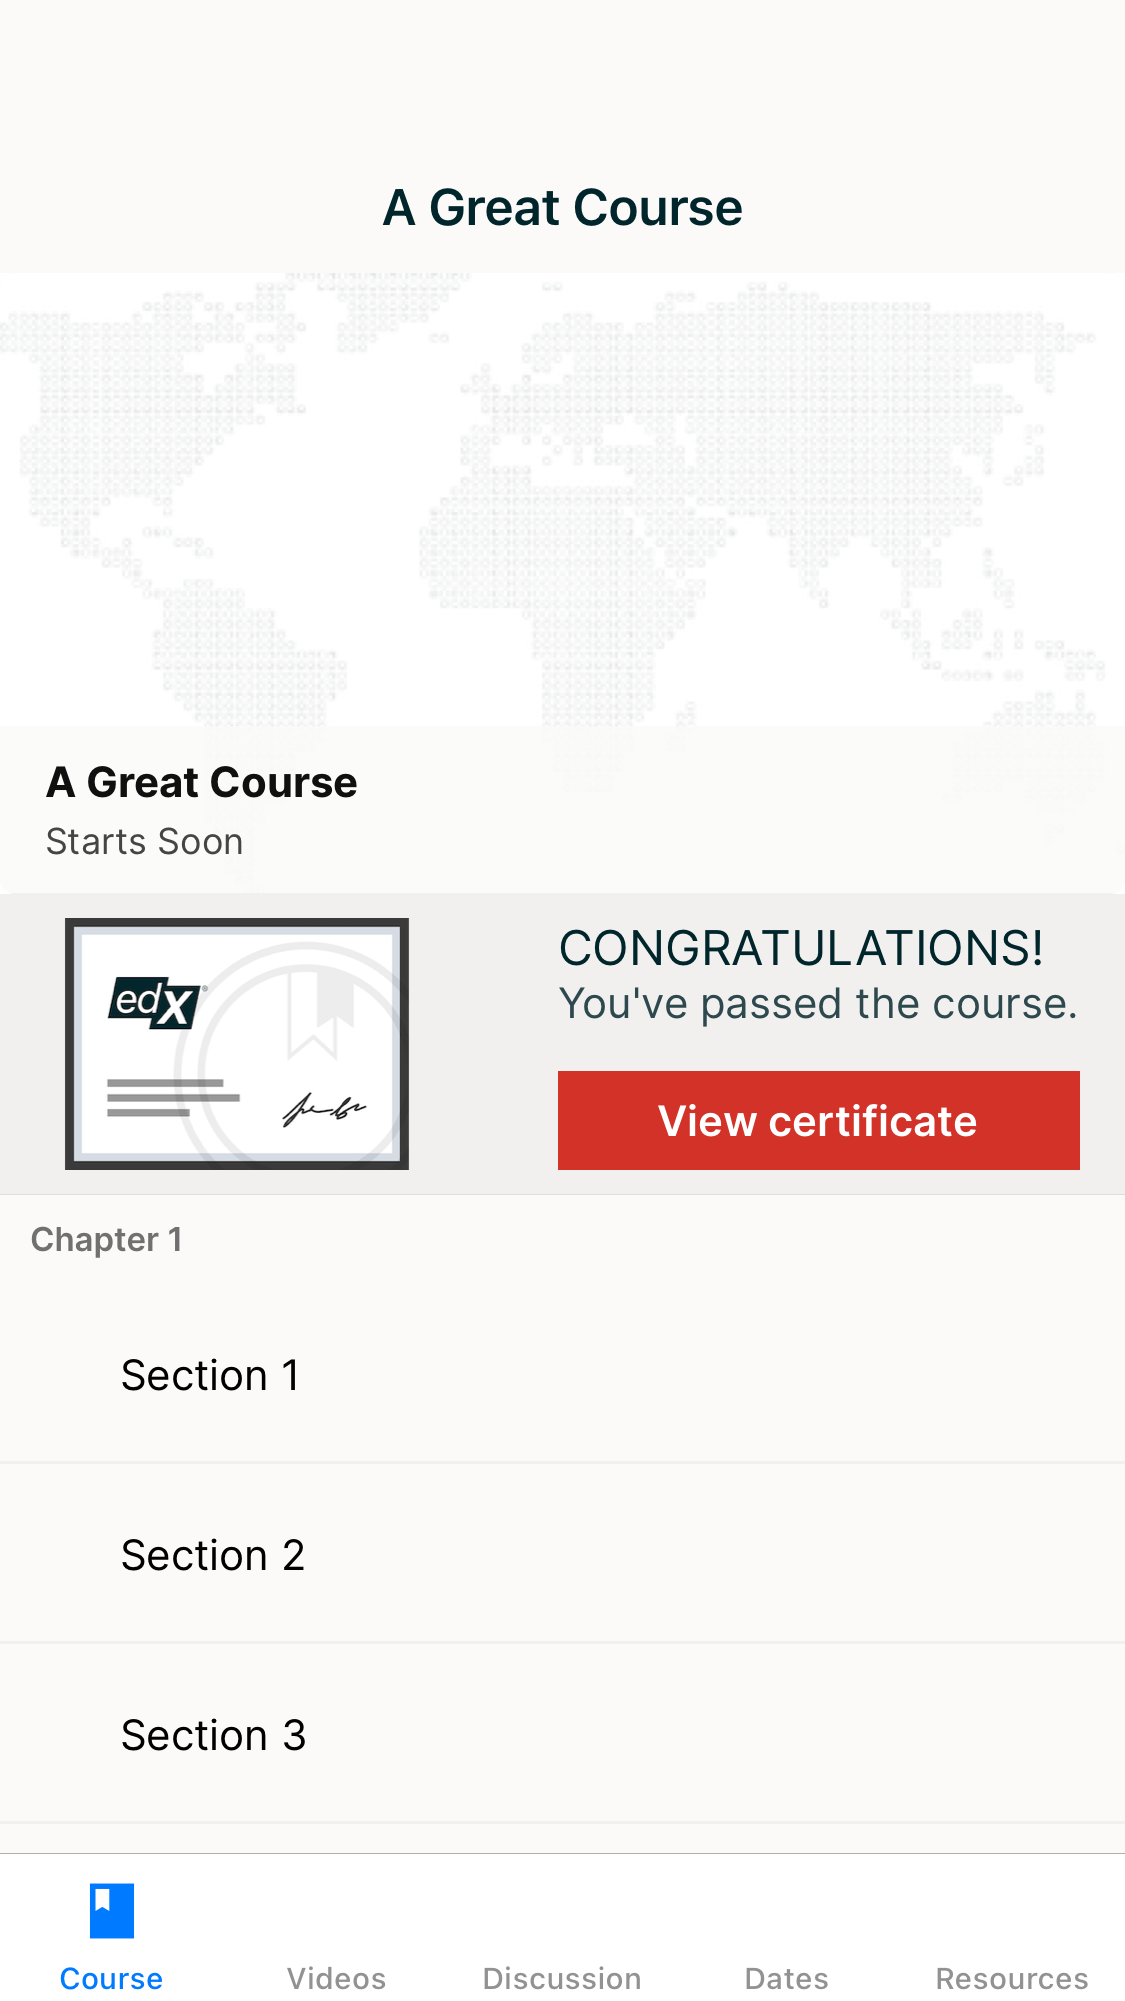 A Great Course
A Great Course
Starts Soon
edX®
CONGRATULATIONS!
You've passed the course.
View certificate
Chapter 1
Section 1
Section 2
Section 3
Course
Videos
Discussion
Dates
Resources